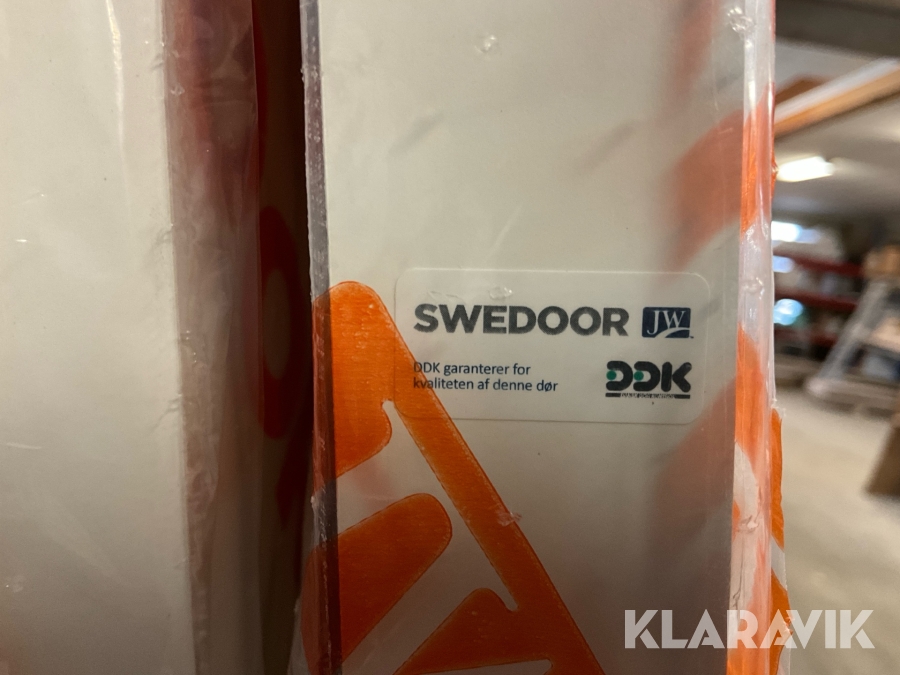 SWEDOOR JW
DDK garanterer for
kvaliteten af denne dør
DDK
KLARAVIK